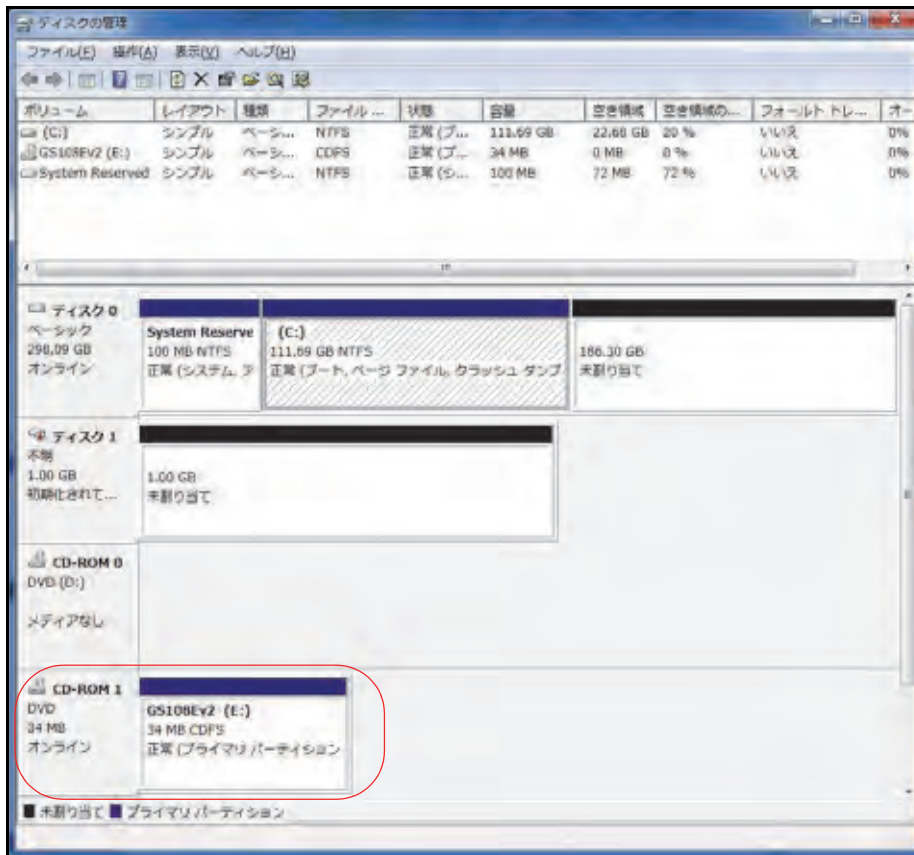 ディスクの管理
ファイル(F) 操作(A) 表示(V) ヘルプ(H)
ボリューム レイアウト 種類 ファイル ... 状態 容量 空き領域 空き領域の... フォールト トレ... オー
(C:) シンプル ベーシ... NTFS 正常 (ブ... 111.69 GB 22.68 GB 20 % いいえ 0%
GS108Ev2 (E:) シンプル ベーシ... CDFS 正常 (プ... 34 MB 0 MB 0 % いいえ 0%
System Reserved シンプル ベーシ... NTFS 正常 (シ... 100 MB 72 MB 72 % いいえ 0%
ディスク 0
ベーシック
298.09 GB
オンライン
System Reserve
100 MB NTFS
正常 (システム, ア
(C:)
111.69 GB NTFS
正常 (ブート, ページ ファイル, クラッシュ ダンプ
186.30 GB
未割り当て
ディスク 1
不明
1.00 GB
初期化されて...
1.00 GB
未割り当て
CD-ROM 0
DVD (D:)
メディアなし
CD-ROM 1
DVD
34 MB
オンライン
GS108Ev2 (E:)
34 MB CDFS
正常 (プライマリ パーティション
未割り当て プライマリ パーティション